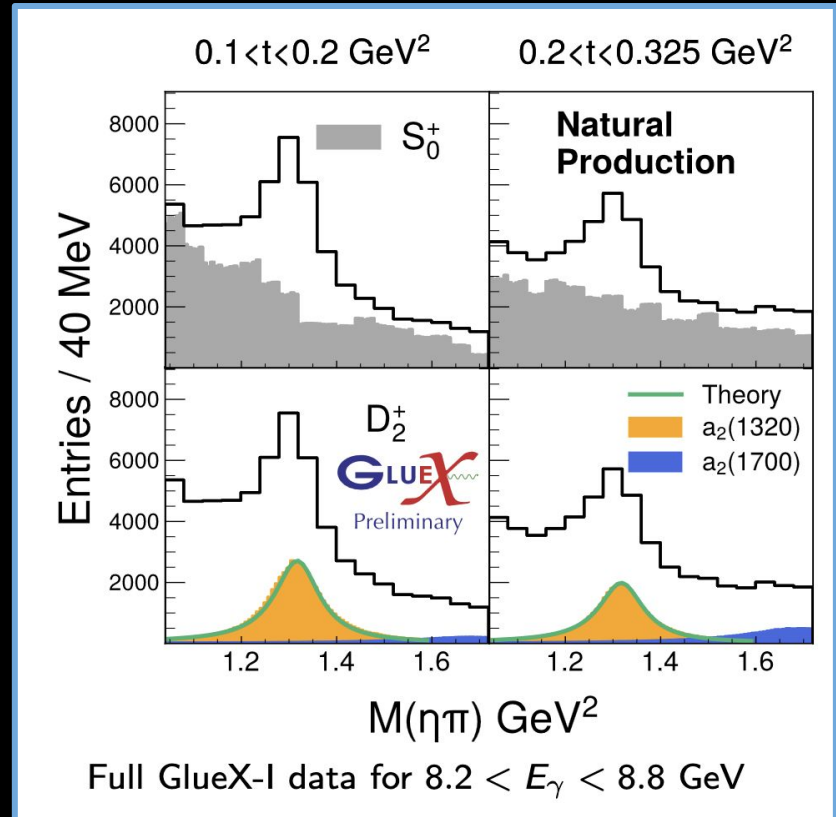 0.1<t<0.2 GeV²
0.2<t<0.325 GeV²
Entries / 40 MeV
8000
6000
4000
2000
S₀⁺
Natural
Production
8000
6000
4000
2000
D₂⁺
GLUEX
Preliminary
Theory
a₂(1320)
a₂(1700)
1.2 1.4 1.6
1.2 1.4 1.6
M(ηπ) GeV²
Full GlueX-I data for 8.2 < E_γ < 8.8 GeV